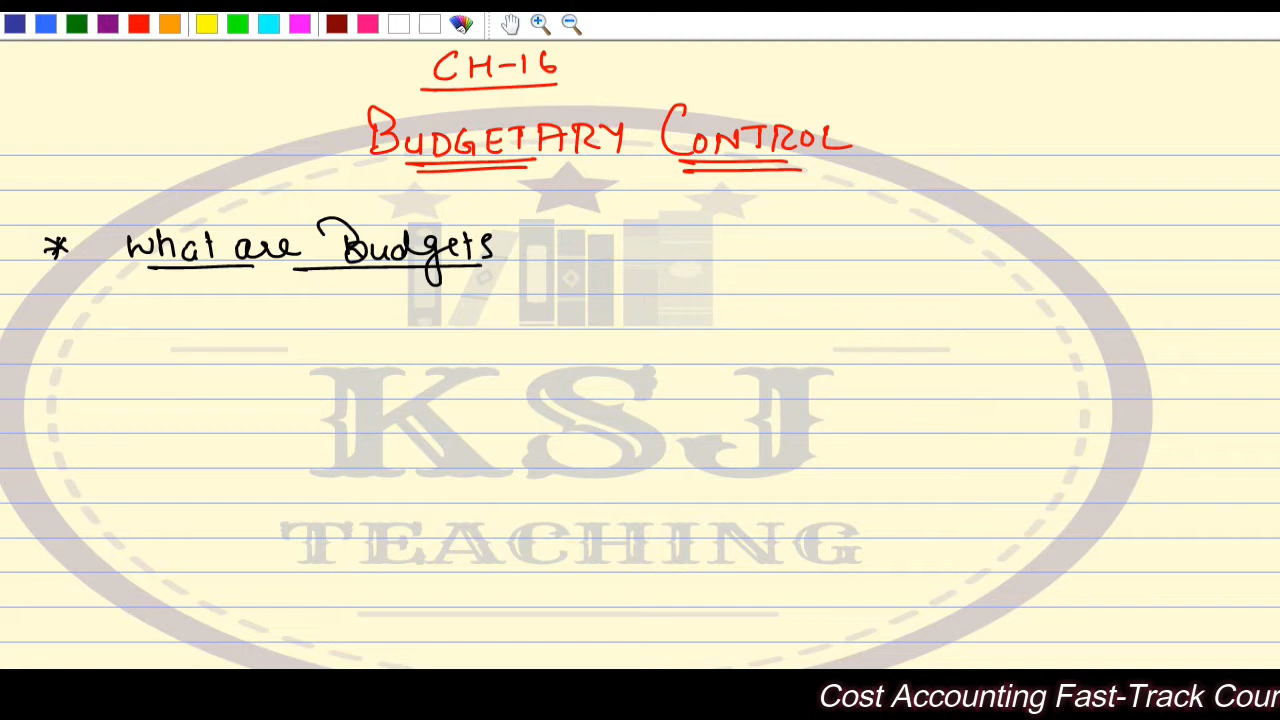 CH-16
BUDGETARY CONTROL
* What are Budgets
KSJ
TEACHING
Cost Accounting Fast-Track Cour